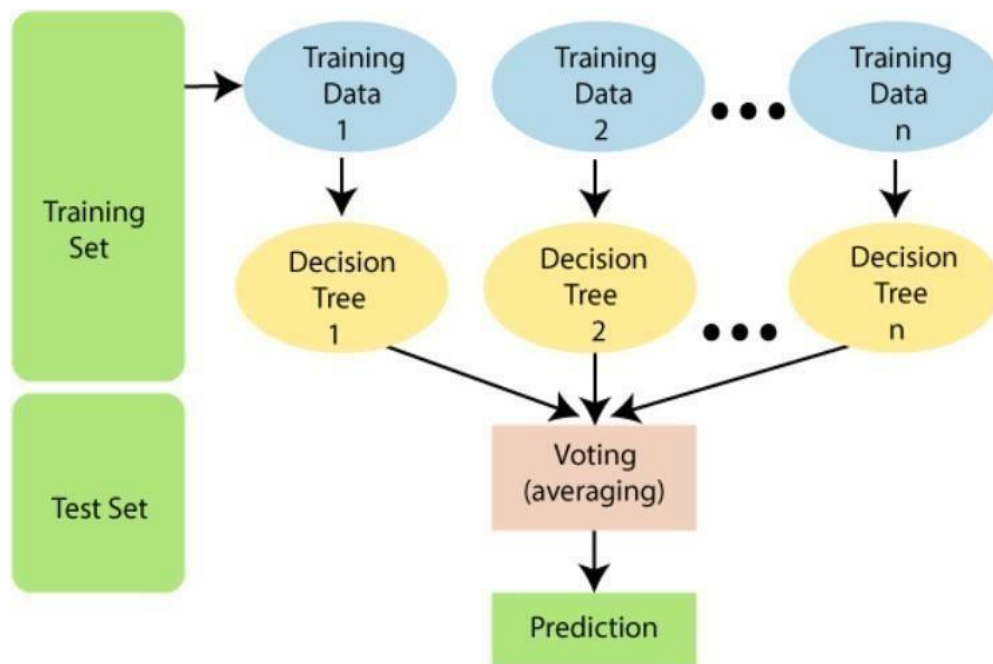 Training
Data
1
Training
Data
2
Training
Data
n
Training
Set
Decision
Tree
1
Decision
Tree
2
Decision
Tree
n
Voting
(averaging)
Test Set
Prediction